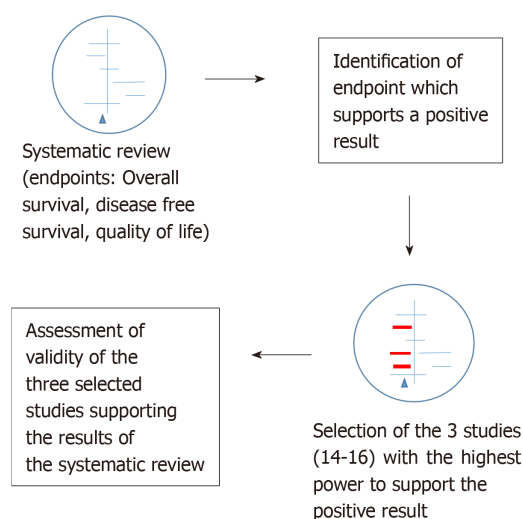 Systematic review
(endpoints: Overall
survival, disease free
survival, quality of life)
Identification of
endpoint which
supports a positive
result
Selection of the 3 studies
(14-16) with the highest
power to support the
positive result
Assessment of
validity of the
three selected
studies supporting
the results of
the systematic review